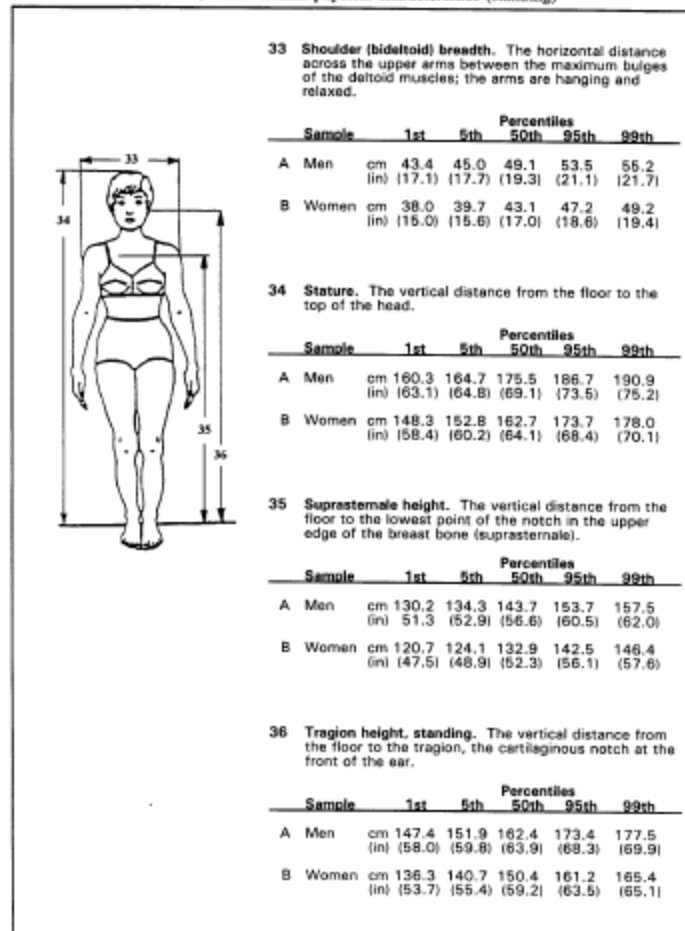 33 Shoulder (bideltoid) breadth. The horizontal distance
across the upper arms between the maximum bulges
of the deltoid muscles; the arms are hanging and
relaxed.
Percentiles
Sample 1st 5th 50th 95th 99th
A Men cm 43.4 45.0 49.1 53.5 55.2
(in) (17.1) (17.7) (19.3) (21.1) (21.7)
B Women cm 38.0 39.7 43.1 47.2 49.2
(in) (15.0) (15.6) (17.0) (18.6) (19.4)
33
34
35
36
34 Stature. The vertical distance from the floor to the
top of the head.
Percentiles
Sample 1st 5th 50th 95th 99th
A Men cm 160.3 164.7 175.5 186.7 190.9
(in) (63.1) (64.8) (69.1) (73.5) (75.2)
B Women cm 148.3 152.8 162.7 173.7 178.0
(in) (58.4) (60.2) (64.1) (68.4) (70.1)
35 Suprasternale height. The vertical distance from the
floor to the lowest point of the notch in the upper
edge of the breast bone (suprasternale).
Percentiles
Sample 1st 5th 50th 95th 99th
A Men cm 130.2 134.3 143.7 153.7 157.5
(in) 51.3 (52.9) (56.6) (60.5) (62.0)
B Women cm 120.7 124.1 132.9 142.5 146.4
(in) (47.5) (48.9) (52.3) (56.1) (57.6)
36 Tragion height, standing. The vertical distance from
the floor to the tragion, the cartilaginous notch at the
front of the ear.
Percentiles
Sample 1st 5th 50th 95th 99th
A Men cm 147.4 151.9 162.4 173.4 177.5
(in) (58.0) (59.8) (63.9) (68.3) (69.9)
B Women cm 136.3 140.7 150.4 161.2 165.4
(in) (53.7) (55.4) (59.2) (63.5) (65.1)